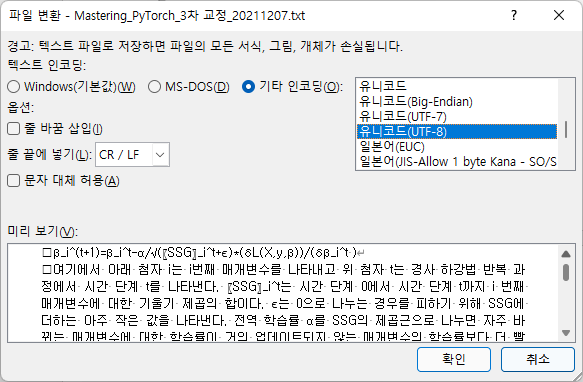 파일 변환 - Mastering_PyTorch_3차 교정_20211207.txt
경고: 텍스트 파일로 저장하면 파일의 모든 서식, 그림, 개체가 손실됩니다.
텍스트 인코딩:
Windows(기본값)(W) MS-DOS(D) 기타 인코딩(O):
유니코드
유니코드(Big-Endian)
유니코드(UTF-7)
유니코드(UTF-8)
일본어(EUC)
일본어(JIS-Allow 1 byte Kana - SO/S
옵션:
줄 바꿈 삽입(I)
줄 끝에 넣기(L): CR / LF
문자 대체 허용(A)
미리 보기(V):
□β_i^(t+1)=β_i^t-α/√(〖SSG〗_i^t+ϵ)*(δL(X,y,β))/(δβ_i^t )↵
□여기에서 아래 첨자 i는 i번째 매개변수를 나타내고 위 첨자 t는 경사 하강법 반복 과
정에서 시간 단계 t를 나타낸다. 〖SSG〗_i^t는 시간 단계 0에서 시간 단계 t까지 i 번째
매개변수에 대한 기울기 제곱의 합이다. ϵ는 0으로 나누는 경우를 피하기 위해 SSG에
더하는 아주 작은 값을 나타낸다. 전역 학습률 α를 SSG의 제곱근으로 나누면 자주 바
뀌는 매개변수에 대한 학습률이 거의 업데이트되지 않는 매개변수의 학습률보다 더 빨
확인 취소